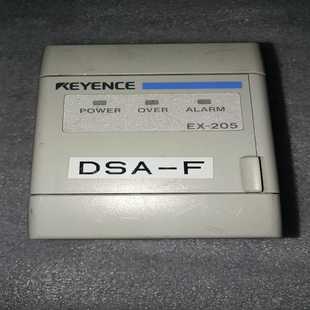 KEYENCE
POWER OVER ALARM
EX-205
DSA-F